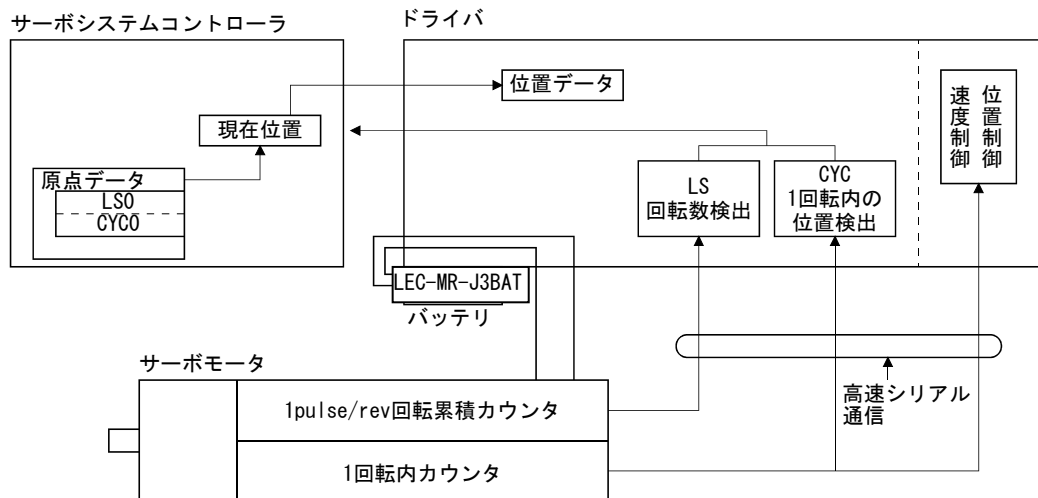 サーボシステムコントローラ
ドライバ
位置データ
現在位置
原点データ
LS0
CYC0
LS
回転数検出
CYC
1回転内の
位置検出
位置制御
速度制御
LEC-MR-J3BAT
バッテリ
サーボモータ
1pulse/rev回転累積カウンタ
1回転内カウンタ
高速シリアル
通信